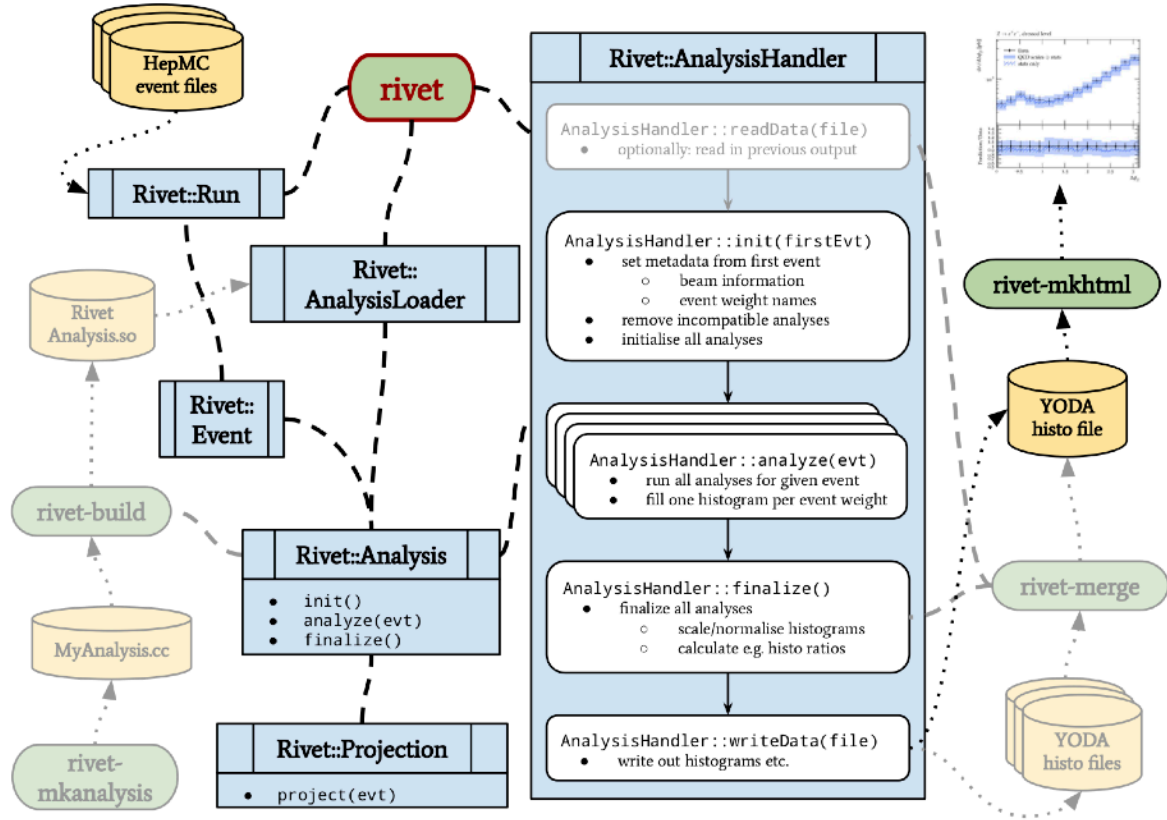 HepMC
event files
rivet
Rivet::Run
Rivet
Analysis.so
Rivet::
AnalysisLoader
Rivet::
Event
rivet-build
MyAnalysis.cc
rivet-
mkanalysis
Rivet::Analysis
● init()
● analyze(evt)
● finalize()
Rivet::Projection
● project(evt)
Rivet::AnalysisHandler
AnalysisHandler::readData(file)
● optionally: read in previous output
AnalysisHandler::init(firstEvt)
● set metadata from first event
○ beam information
○ event weight names
● remove incompatible analyses
● initialise all analyses
AnalysisHandler::analyze(evt)
● run all analyses for given event
● fill one histogram per event weight
AnalysisHandler::finalize()
● finalize all analyses
○ scale/normalise histograms
○ calculate e.g. histo ratios
AnalysisHandler::writeData(file)
● write out histograms etc.
rivet-mkhtml
YODA
histo file
rivet-merge
YODA
histo files